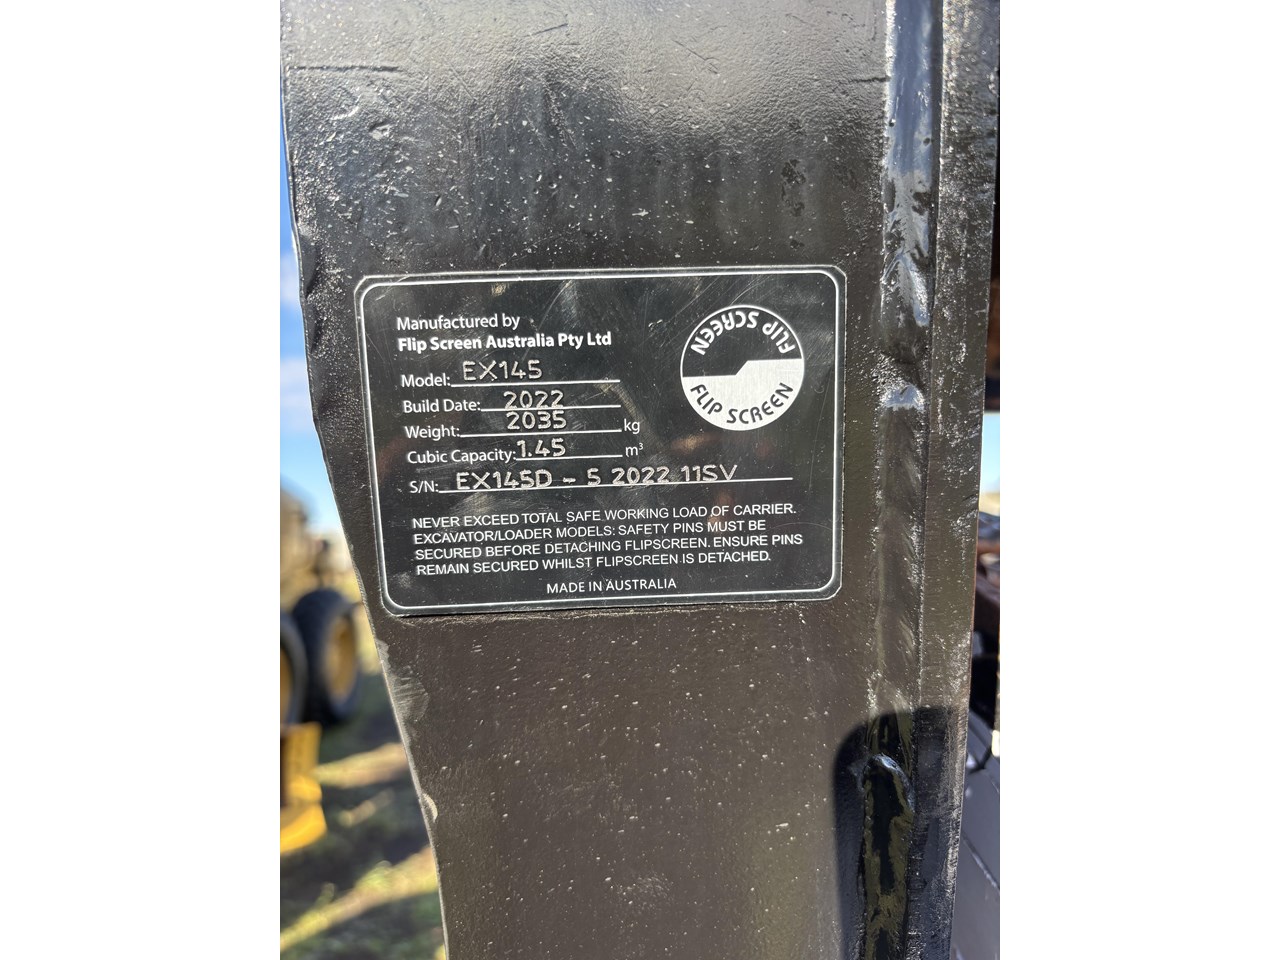 Manufactured by
Flip Screen Australia Pty Ltd
Model: EX145
Build Date: 2022
Weight: 2035 kg
Cubic Capacity: 1.45 m³
S/N: EX145D - S 2022 11SV
FLIP SCREEN
FLIP SCREEN
NEVER EXCEED TOTAL SAFE WORKING LOAD OF CARRIER.
EXCAVATOR/LOADER MODELS: SAFETY PINS MUST BE
SECURED BEFORE DETACHING FLIPSCREEN. ENSURE PINS
REMAIN SECURED WHILST FLIPSCREEN IS DETACHED.
MADE IN AUSTRALIA